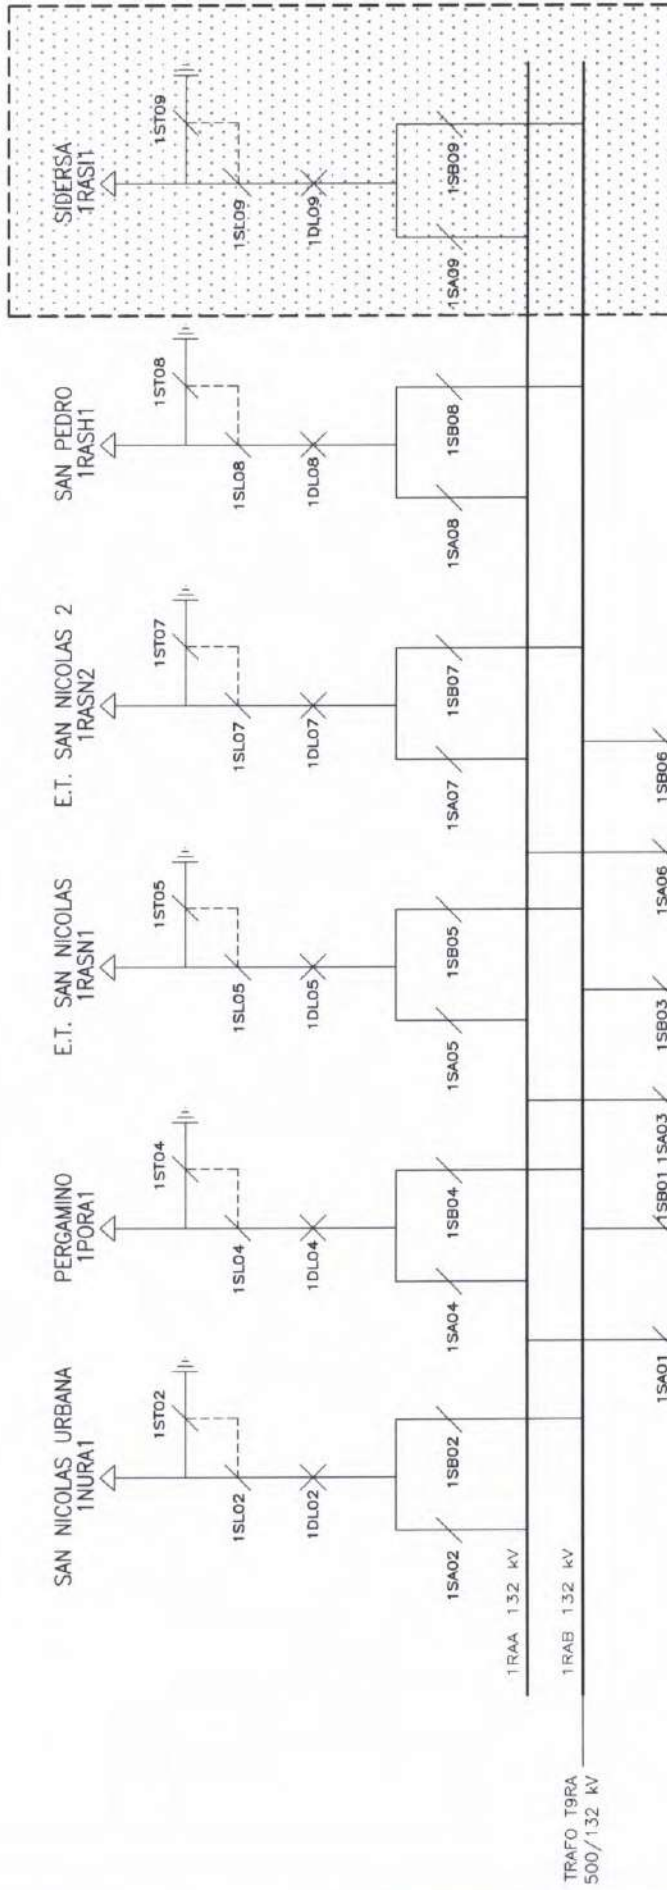 SAN NICOLAS URBANA
1NURA1
PERGAMINO
1PORA1
E.T. SAN NICOLAS
1RASN1
E.T. SAN NICOLAS 2
1RASN2
SAN PEDRO
1RASH1
SIDERSA
1RASI1
1ST02
1ST04
1ST05
1ST07
1ST08
1ST09
1SL02
1SL04
1SL05
1SL07
1SL08
1SL09
1DL02
1DL04
1DL05
1DL07
1DL08
1DL09
1SA02
1SB02
1SA04
1SB04
1SA05
1SB05
1SA07
1SB07
1SA08
1SB08
1SA09
1SB09
1RAA 132 kV
1RAB 132 kV
TRAFO T9RA
500/132 kV
1SA01
1SB01
1SA03
1SB03
1SA06
1SB06